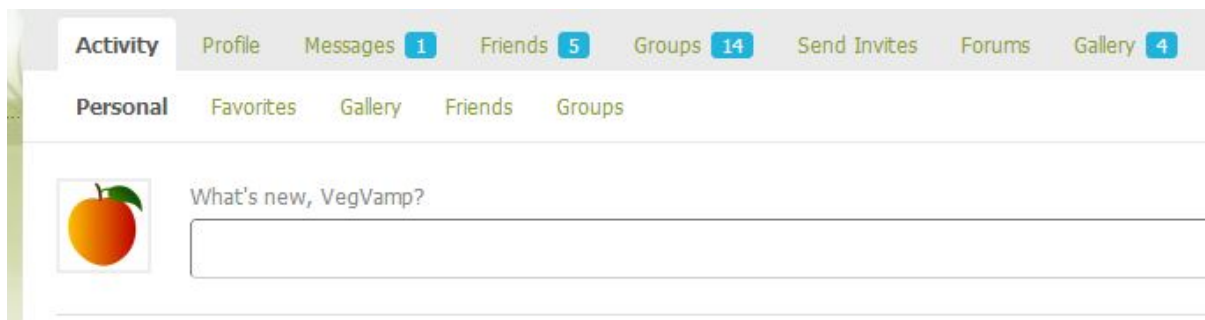 Activity Profile Messages 1 Friends 5 Groups 14 Send Invites Forums Gallery 4
Personal Favorites Gallery Friends Groups
What's new, VegVamp?